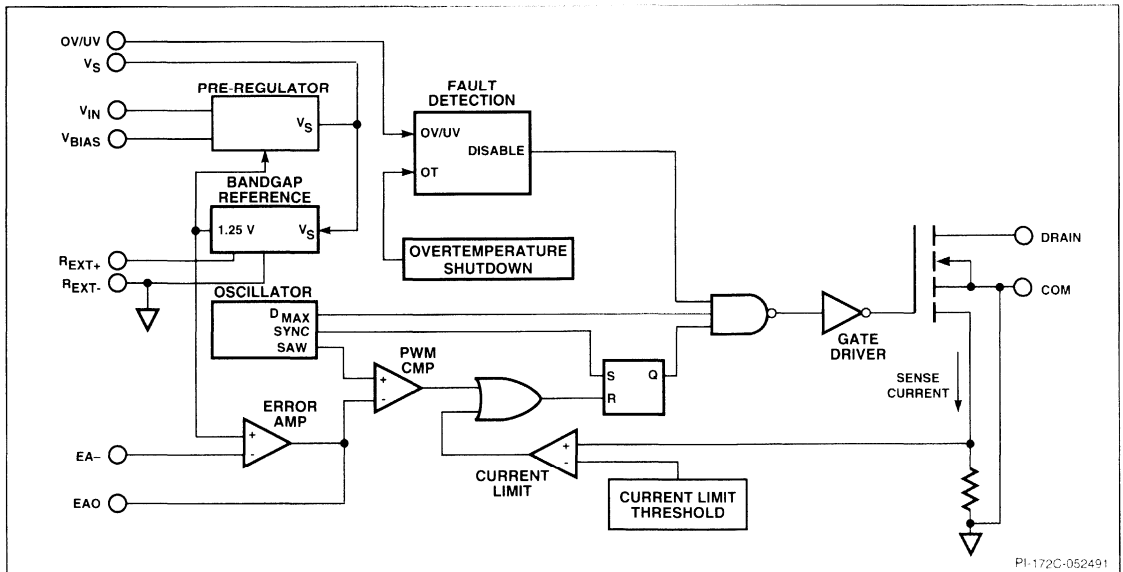 OV/UV
VS
PRE-REGULATOR
VIN
VBIAS
VS
FAULT
DETECTION
OV/UV
DISABLE
OT
BANDGAP
REFERENCE
1.25 V
VS
REXT+
REXT-
OVERTEMPERATURE
SHUTDOWN
OSCILLATOR
DMAX
SYNC
SAW
PWM
CMP
+
-
S
Q
R
GATE
DRIVER
DRAIN
COM
SENSE
CURRENT
ERROR
AMP
+
-
EA-
EAO
CURRENT
LIMIT
+
-
CURRENT LIMIT
THRESHOLD
PI-172C-052491